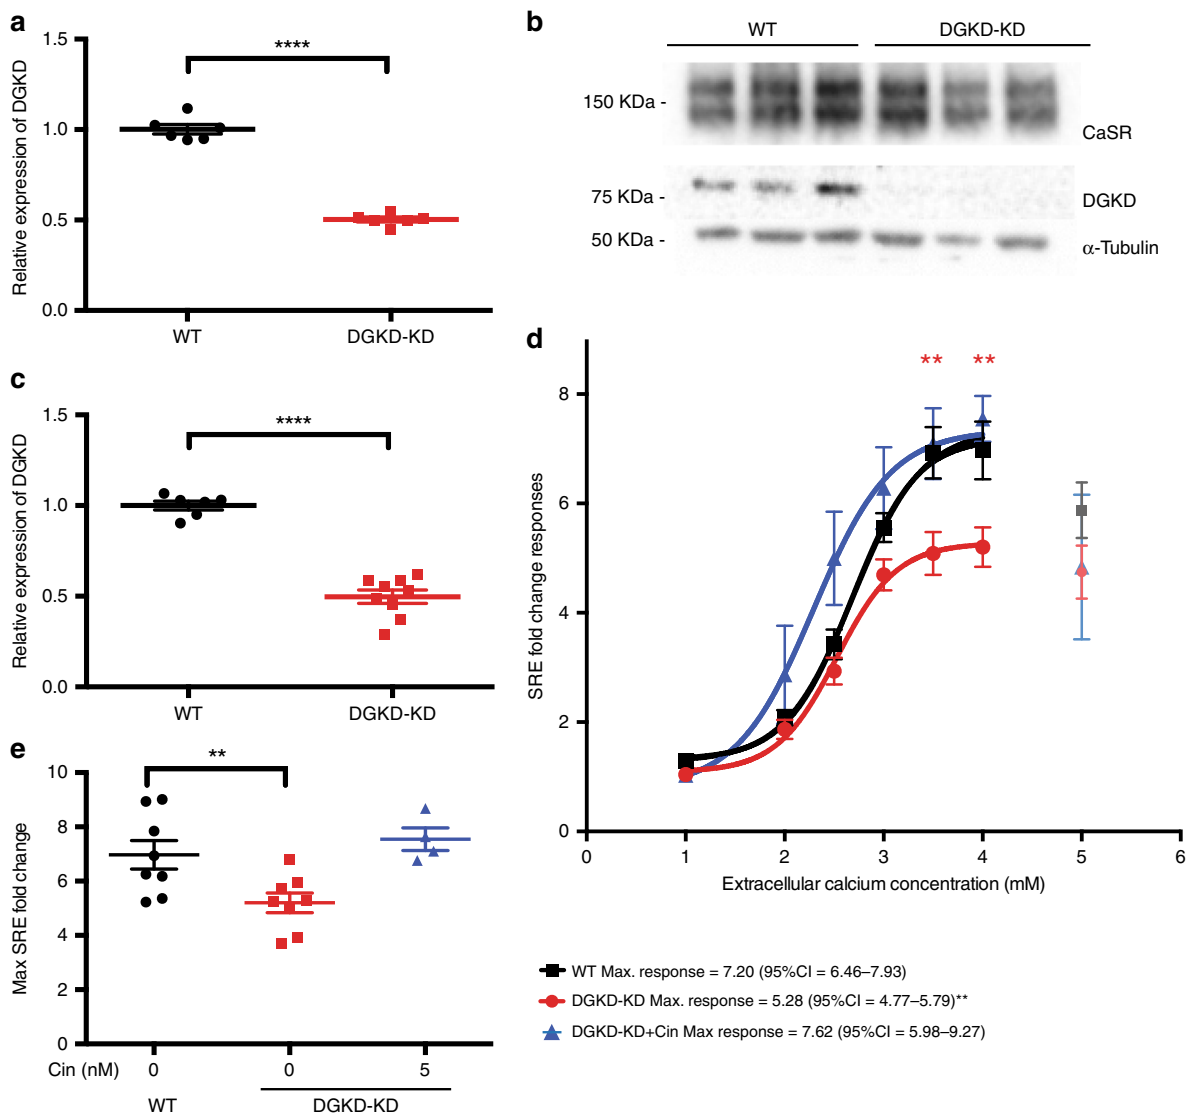 a
1.5
****
Relative expression of DGKD
1.0
0.5
0.0
WT
DGKD-KD
b
WT
DGKD-KD
150 KDa -
CaSR
75 KDa -
DGKD
50 KDa -
α-Tubulin
c
1.5
****
Relative expression of DGKD
1.0
0.5
0.0
WT
DGKD-KD
d
** **
SRE fold change responses
8
6
4
2
0
0 1 2 3 4 5 6
Extracellular calcium concentration (mM)
WT Max. response = 7.20 (95%CI = 6.46–7.93)
DGKD-KD Max. response = 5.28 (95%CI = 4.77–5.79)**
DGKD-KD+Cin Max response = 7.62 (95%CI = 5.98–9.27)
e
**
Max SRE fold change
10
8
6
4
2
0
Cin (nM) 0 0 5
WT DGKD-KD